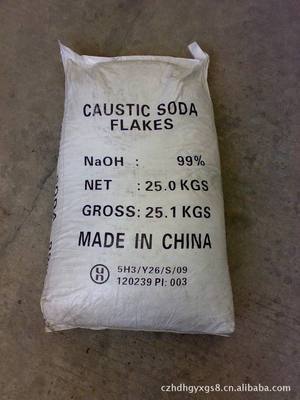 CAUSTIC SODA
FLAKES
NaOH : 99%
NET : 25.0 KGS
GROSS: 25.1 KGS
MADE IN CHINA
un
5H3/Y26/S/09
120239 PI: 003
czhdhgyxgs8.cn.alibaba.com